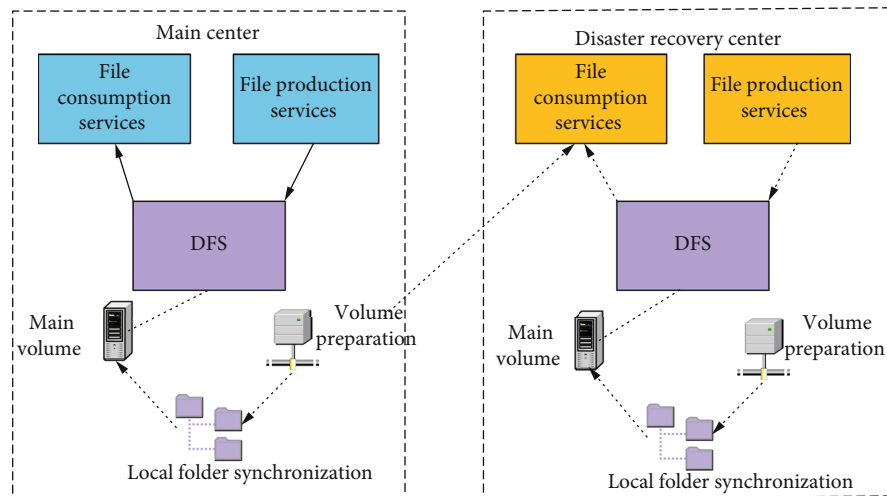 Main center
File
consumption
services
File production
services
DFS
Main
volume
Volume
preparation
Local folder synchronization
Disaster recovery center
File
consumption
services
File production
services
DFS
Main
volume
Volume
preparation
Local folder synchronization